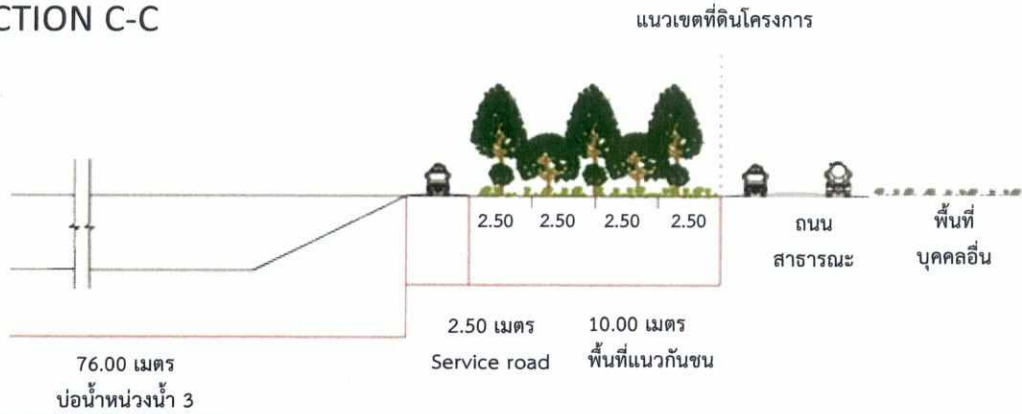 CTION C-C
แนวเขตที่ดินโครงการ
2.50 2.50 2.50 2.50
ถนน
สาธารณะ
พื้นที่
บุคคลอื่น
2.50 เมตร
Service road
10.00 เมตร
พื้นที่แนวกันชน
76.00 เมตร
บ่อน้ำหน่วงน้ำ 3